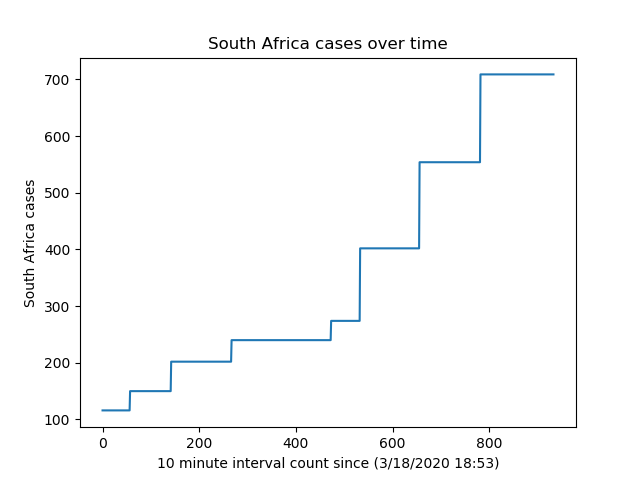 South Africa cases over time
South Africa cases
700
600
500
400
300
200
100
0 200 400 600 800
10 minute interval count since (3/18/2020 18:53)